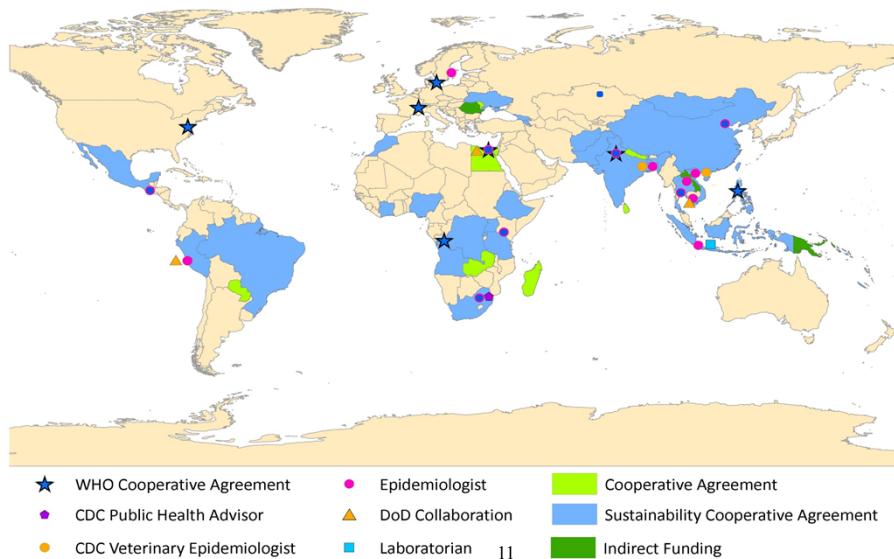 WHO Cooperative Agreement
Epidemiologist
Cooperative Agreement
CDC Public Health Advisor
DoD Collaboration
Sustainability Cooperative Agreement
CDC Veterinary Epidemiologist
Laboratorian
11
Indirect Funding